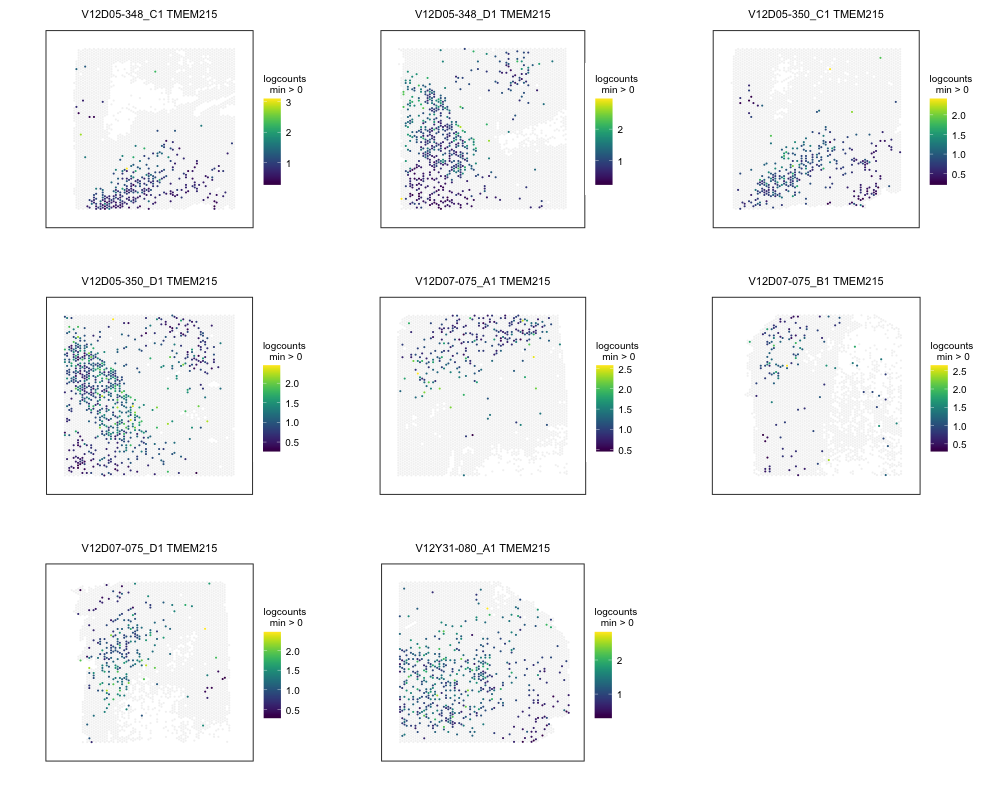 V12D05-348_C1 TMEM215
logcounts
min > 0
3
2
1
V12D05-348_D1 TMEM215
logcounts
min > 0
2
1
V12D05-350_C1 TMEM215
logcounts
min > 0
2.0
1.5
1.0
0.5
V12D05-350_D1 TMEM215
logcounts
min > 0
2.0
1.5
1.0
0.5
V12D07-075_A1 TMEM215
logcounts
min > 0
2.5
2.0
1.5
1.0
0.5
V12D07-075_B1 TMEM215
logcounts
min > 0
2.5
2.0
1.5
1.0
0.5
V12D07-075_D1 TMEM215
logcounts
min > 0
2.0
1.5
1.0
0.5
V12Y31-080_A1 TMEM215
logcounts
min > 0
2
1